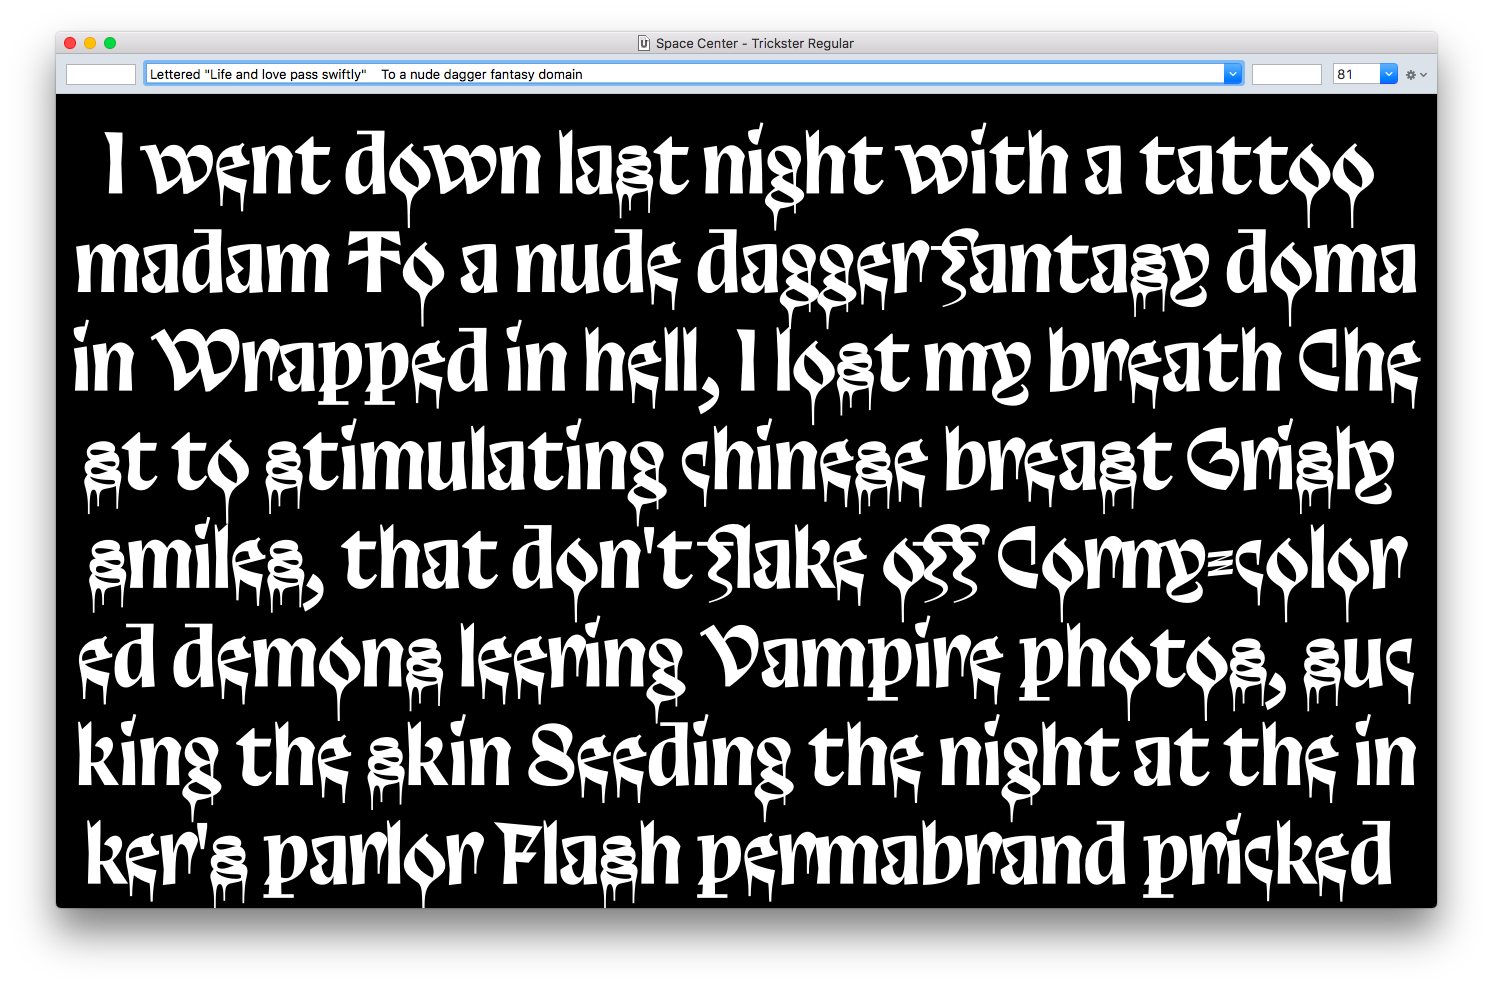 Space Center - Trickster Regular
Lettered "Life and love pass swiftly" To a nude dagger fantasy domain
81
I went down last night with a tattoo
madam To a nude dagger fantasy doma
in Wrapped in hell, I lost my breath Che
st to stimulating chinese breast Grisly
smiles, that don't flake off Corny-color
ed demons leering Vampire photos, suc
king the skin Seeding the night at the in
ker's parlor Flash permabrand pricked